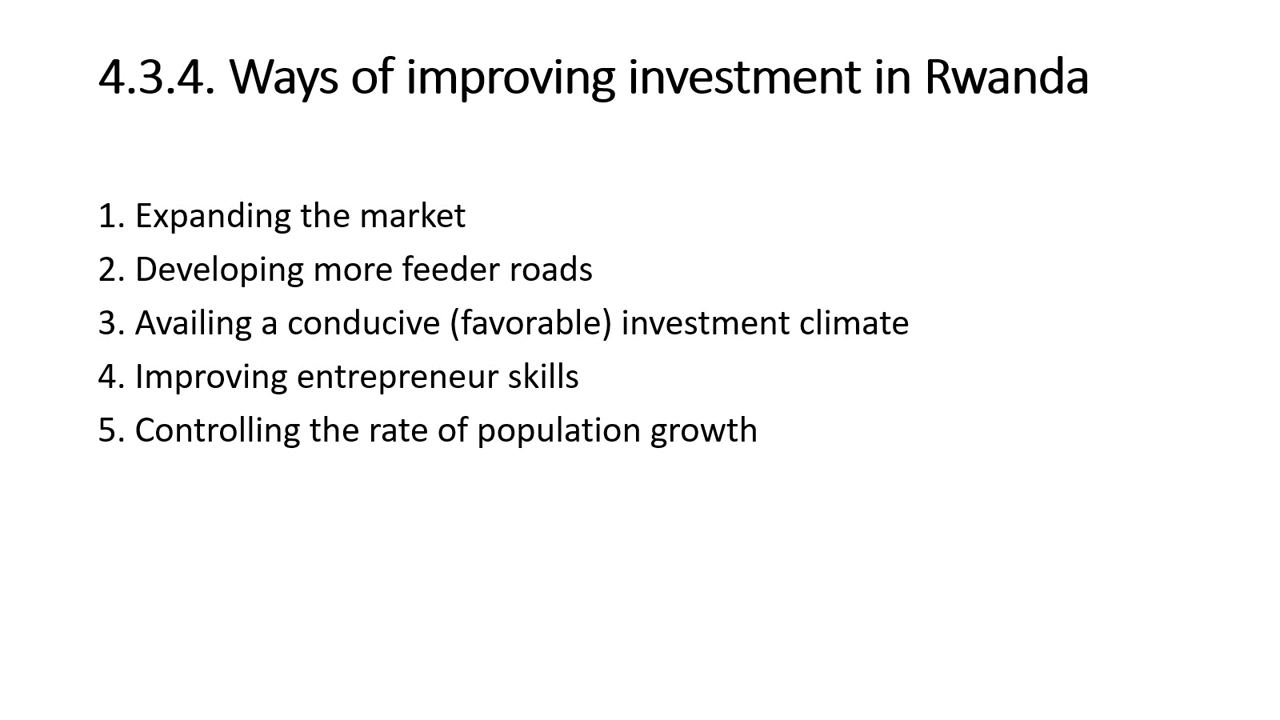 4.3.4. Ways of improving investment in Rwanda
1. Expanding the market
2. Developing more feeder roads
3. Availing a conducive (favorable) investment climate
4. Improving entrepreneur skills
5. Controlling the rate of population growth